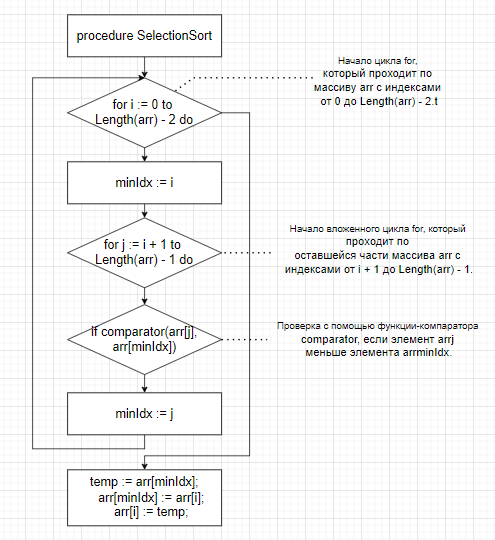 procedure SelectionSort
Начало цикла for,
который проходит по
массиву arr с индексами
от 0 до Length(arr) - 2.t
for i := 0 to
Length(arr) - 2 do
minIdx := i
for j := i + 1 to
Length(arr) - 1 do
Начало вложенного цикла for, который
проходит по
оставшейся части массива arr с
индексами от i + 1 до Length(arr) - 1.
if comparator(arr[j],
arr[minIdx])
Проверка с помощью функции-компаратора
comparator, если элемент arrj
меньше элемента arrminIdx.
minIdx := j
temp := arr[minIdx];
arr[minIdx] := arr[i];
arr[i] := temp;